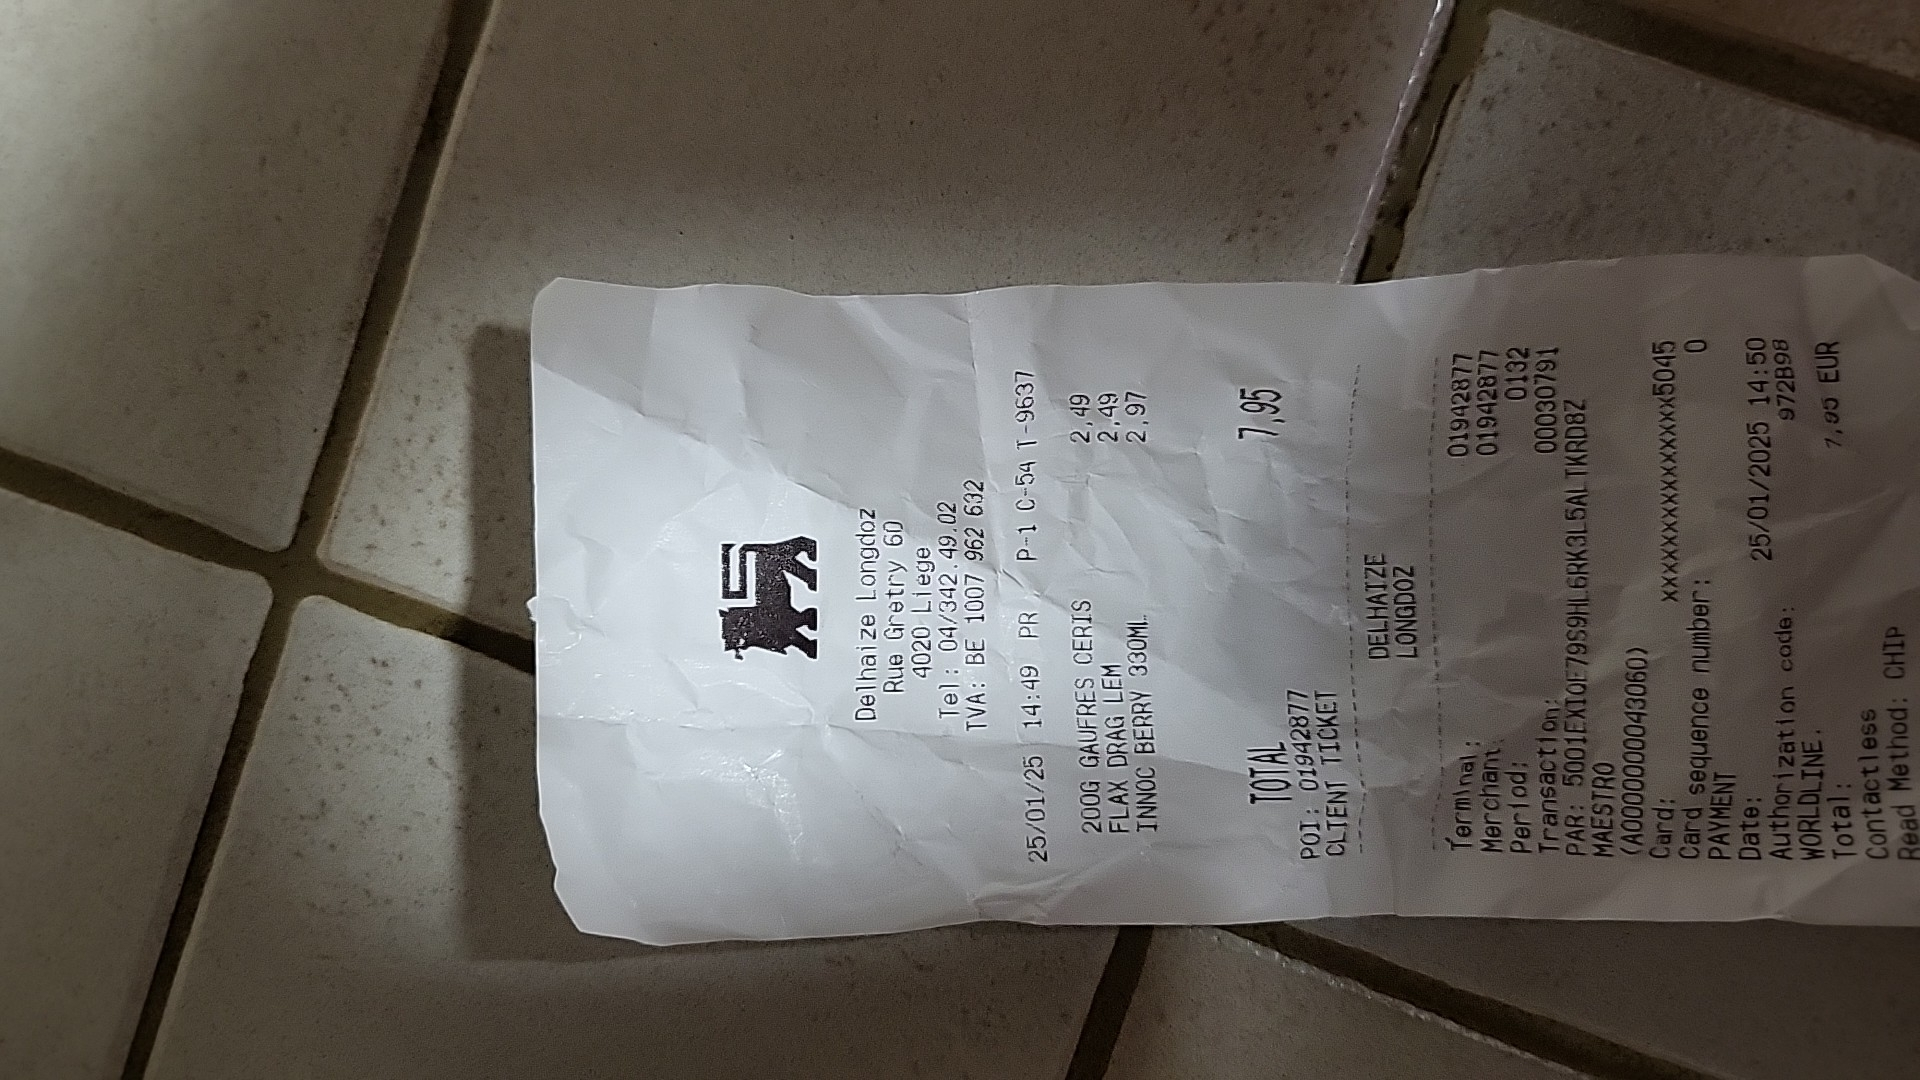 Delhaize Longdoz
Rue Gretry 60
4020 Liege
Tel: 04/342.49.02
TVA: BE 1007 962 632
25/01/25 14:49 PR P-1 C-54 T-9637
200G GAUFRES CERIS 2,49
FLAX DRAG LEM 2,49
INNOC BERRY 330ML. 2,97
TOTAL 7,95
POI: 01942877
CLIENT TICKET
DELHAIZE
LONGDOZ
Terminal: 01942877
Merchant: 01942877
Period: 0132
Transaction: 00030791
PAR: 5001EXIOF79S9HL6RK3L5ALTKRD8Z
MAESTRO
(A0000000043060)
Card: xxxxxxxxxxxxxxx5045
Card sequence number: 0
PAYMENT
Date: 25/01/2025 14:50
Authorization code: 972B98
WORLDLINE.
Total: 7,95 EUR
Contactless
Read Method: CHIP